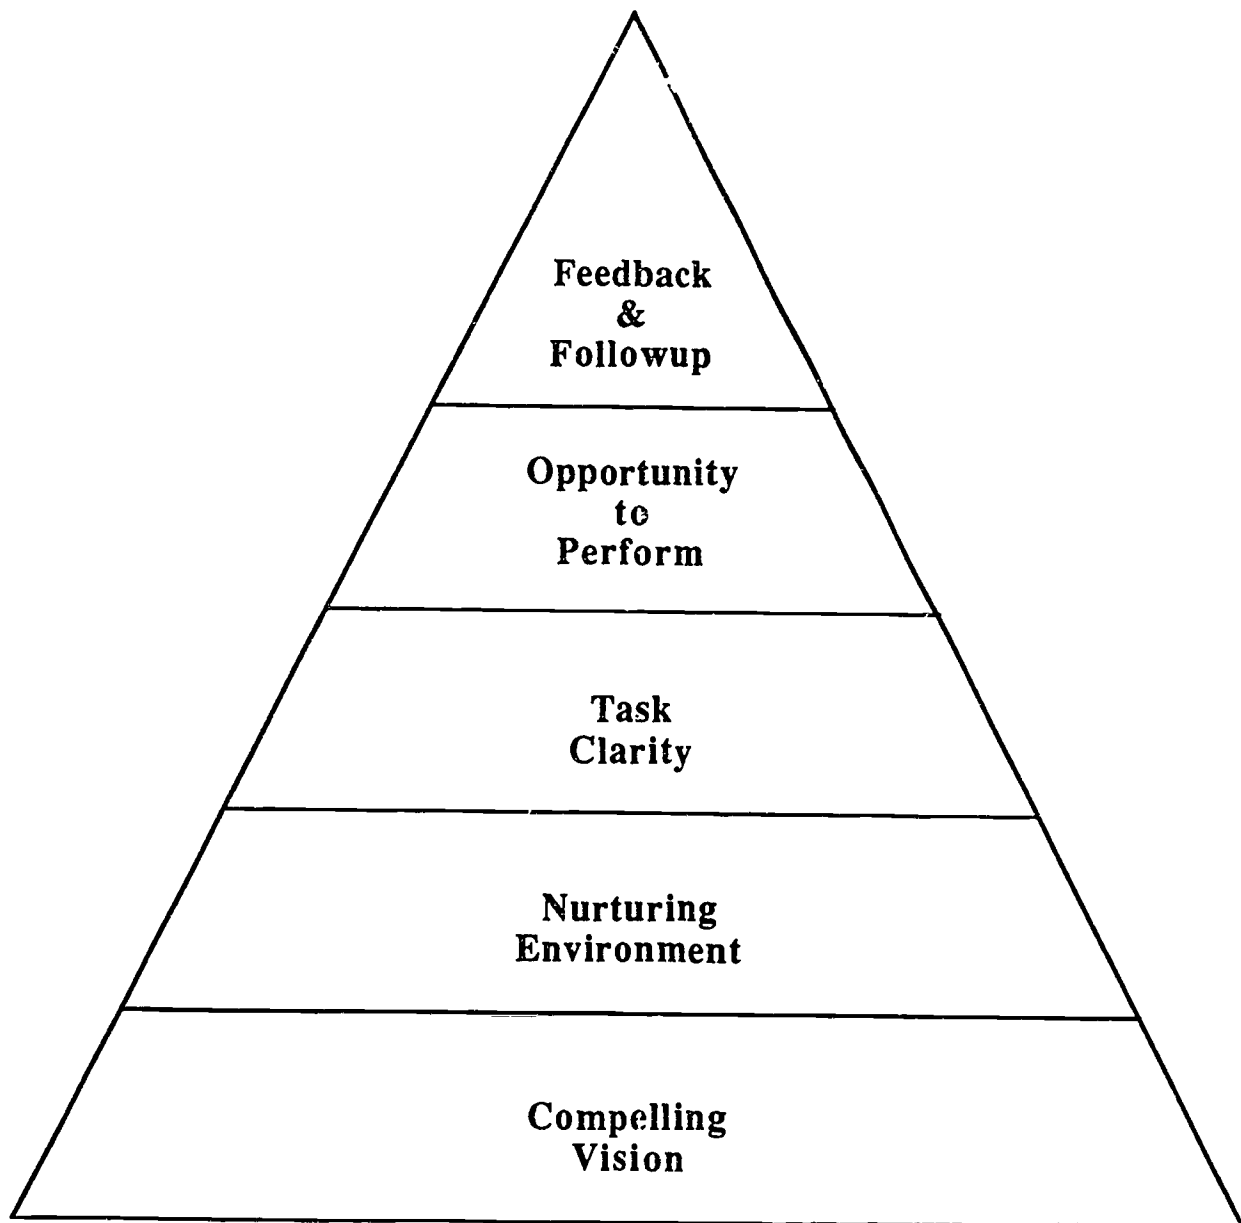 Feedback
&
Followup
Opportunity
to
Perform
Task
Clarity
Nurturing
Environment
Compelling
Vision